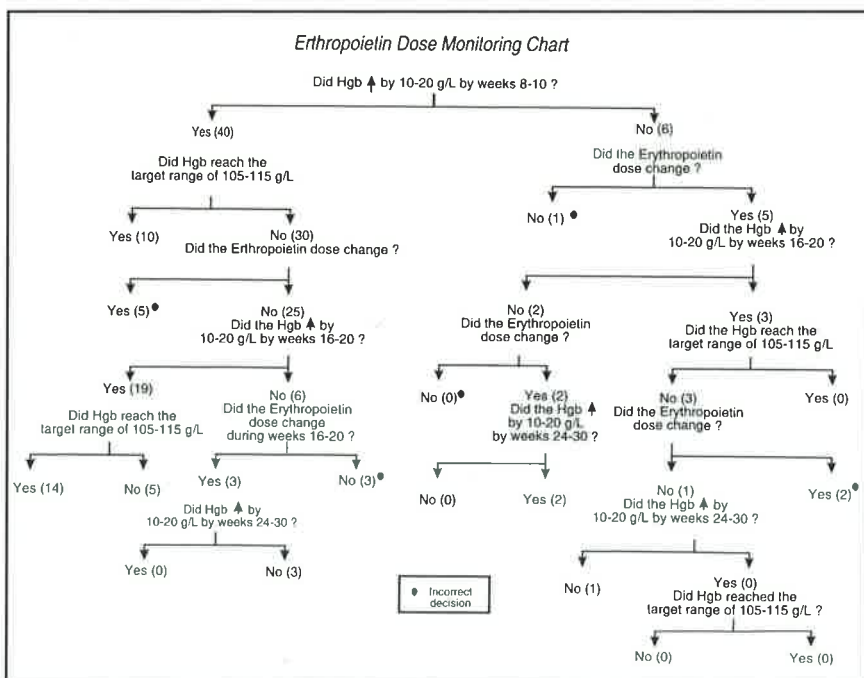 Erthropoietin Dose Monitoring Chart
Did Hgb ↑ by 10-20 g/L by weeks 8-10 ?
Yes (40)
No (6)
Did Hgb reach the
target range of 105-115 g/L
Did the Erythropoietin
dose change ?
Yes (10)
No (30)
Did the Erthropoietin dose change ?
No (1) •
Yes (5)
Did the Hgb ↑ by
10-20 g/L by weeks 16-20 ?
Yes (5) •
No (25)
Did the Hgb ↑ by
10-20 g/L by weeks 16-20 ?
No (2)
Did the Erythropoietin
dose change ?
Yes (3)
Did the Hgb reach the
target range of 105-115 g/L
Yes (19)
Did Hgb reach the
target range of 105-115 g/L
No (6)
Did the Erythropoietin
dose change
during weeks 16-20 ?
No (0) •
Yes (2)
Did the Hgb ↑
by 10-20 g/L
by weeks 24-30 ?
No (3)
Did the Erythropoietin
dose change ?
Yes (0)
Yes (14)
No (5)
Yes (3)
Did Hgb ↑ by
10-20 g/L by weeks 24-30 ?
No (3) •
No (0)
Yes (2)
No (1)
Did the Hgb ↑ by
10-20 g/L by weeks 24-30 ?
Yes (2) •
Yes (0)
No (3)
No (1)
Yes (0)
Did Hgb reached the
target range of 105-115 g/L ?
No (0)
Yes (0)
• Incorrect
decision